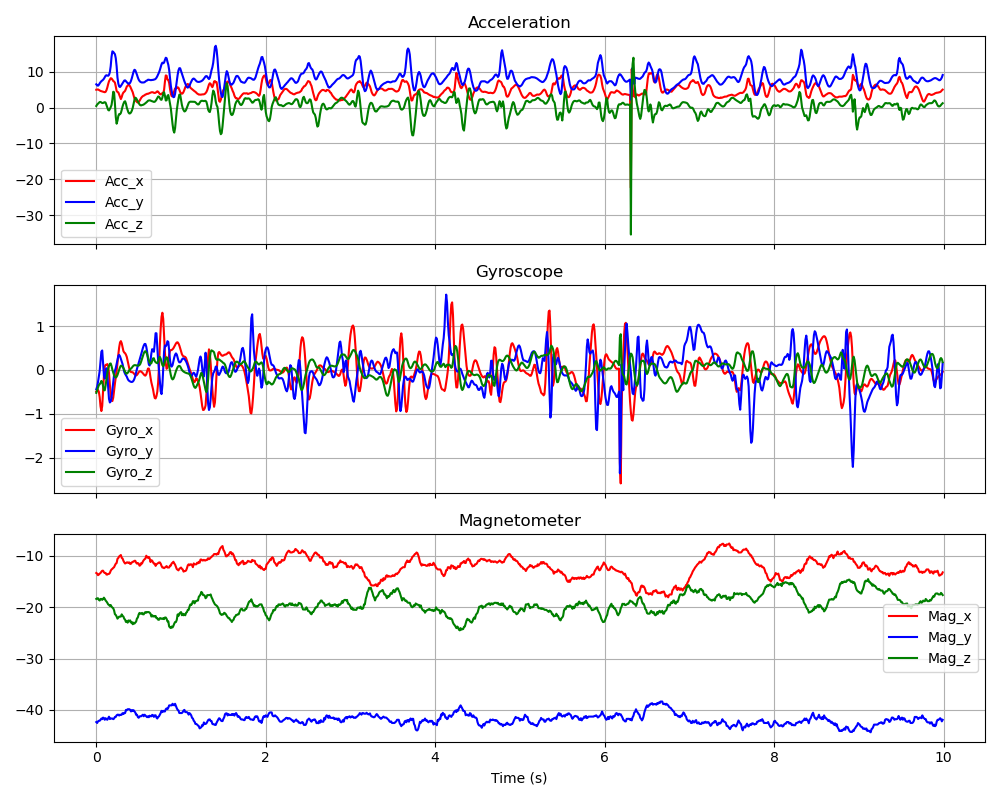 Acceleration
10
0
−10
−20
−30
Acc_x
Acc_y
Acc_z
Gyroscope
1
0
−1
−2
Gyro_x
Gyro_y
Gyro_z
Magnetometer
−10
−20
−30
−40
Mag_x
Mag_y
Mag_z
0 2 4 6 8 10
Time (s)